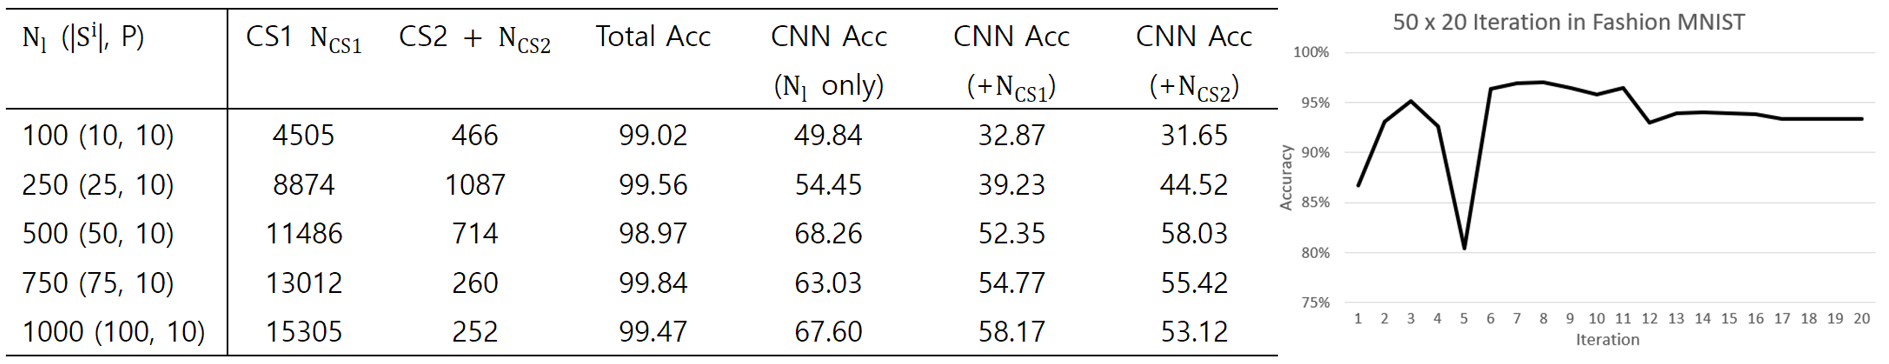 N_l (|S^i|, P) CS1 N_CS1 CS2 + N_CS2 Total Acc CNN Acc (N_l only) CNN Acc (+N_CS1) CNN Acc (+N_CS2)
100 (10, 10) 4505 466 99.02 49.84 32.87 31.65
250 (25, 10) 8874 1087 99.56 54.45 39.23 44.52
500 (50, 10) 11486 714 98.97 68.26 52.35 58.03
750 (75, 10) 13012 260 99.84 63.03 54.77 55.42
1000 (100, 10) 15305 252 99.47 67.60 58.17 53.12
50 x 20 Iteration in Fashion MNIST
100%
95%
90%
85%
80%
75%
Accuracy
1 2 3 4 5 6 7 8 9 10 11 12 13 14 15 16 17 18 19 20
Iteration